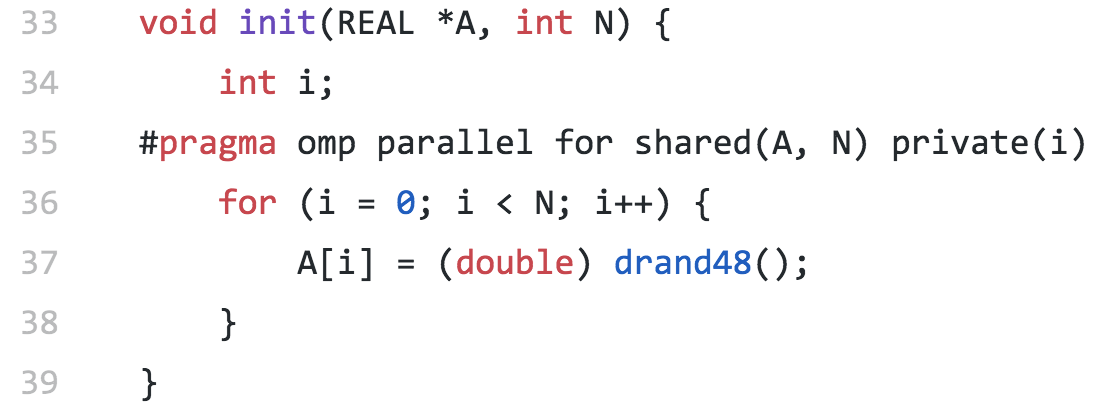 33 void init(REAL *A, int N) {
34 int i;
35 #pragma omp parallel for shared(A, N) private(i)
36 for (i = 0; i < N; i++) {
37 A[i] = (double) drand48();
38 }
39 }